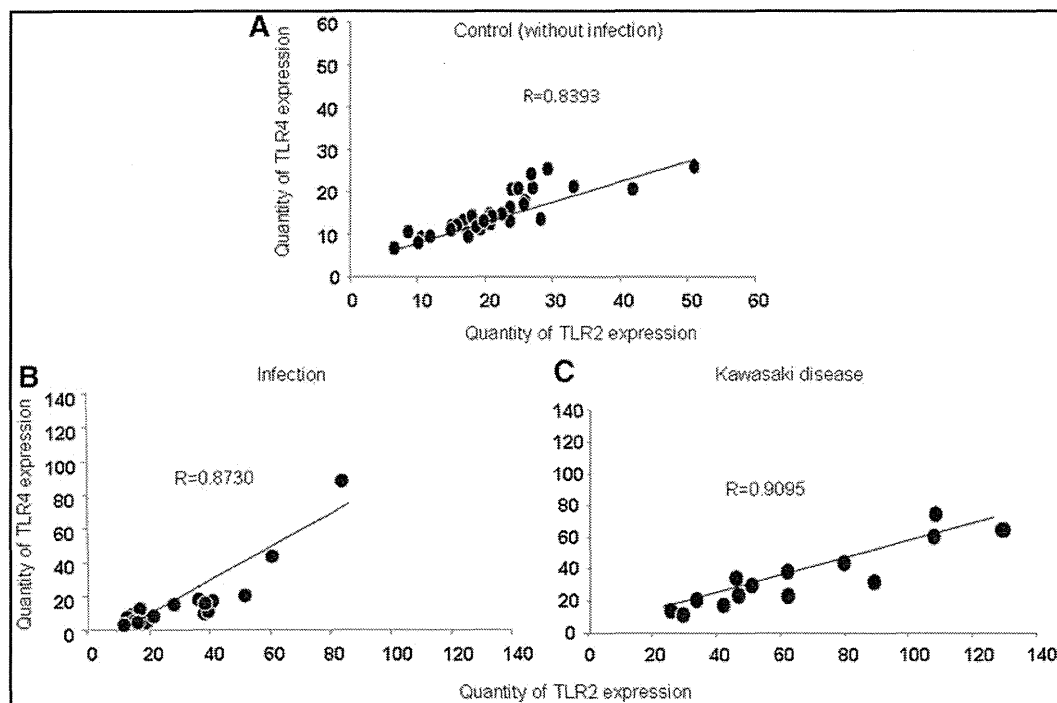 A
Control (without infection)
Quantity of TLR4 expression
60
50
40
30
20
10
0
R=0.8393
0 10 20 30 40 50 60
Quantity of TLR2 expression
B
Infection
Quantity of TLR4 expression
140
120
100
80
60
40
20
0
R=0.8730
0 20 40 60 80 100 120 140
C
Kawasaki disease
140
120
100
80
60
40
20
0
R=0.9095
0 20 40 60 80 100 120 140
Quantity of TLR2 expression